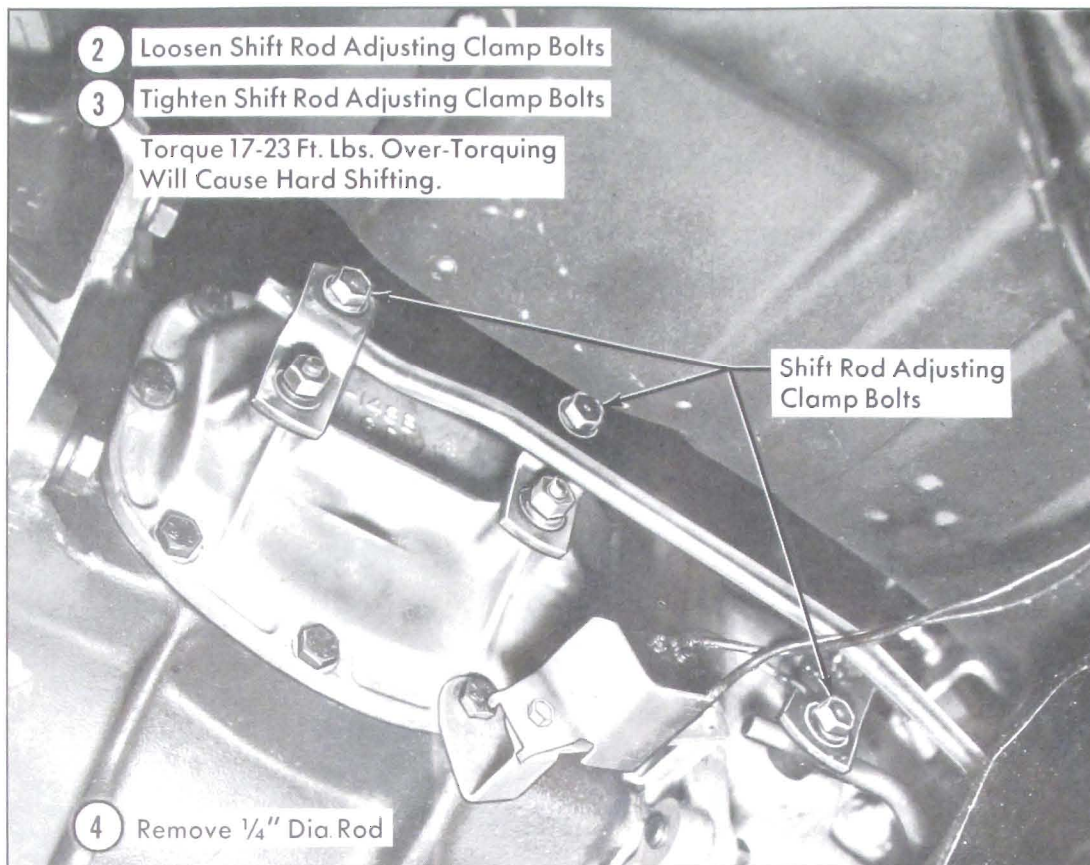 2 Loosen Shift Rod Adjusting Clamp Bolts
3 Tighten Shift Rod Adjusting Clamp Bolts
Torque 17-23 Ft. Lbs. Over-Torquing
Will Cause Hard Shifting.
Shift Rod Adjusting
Clamp Bolts
4 Remove 1/4" Dia. Rod